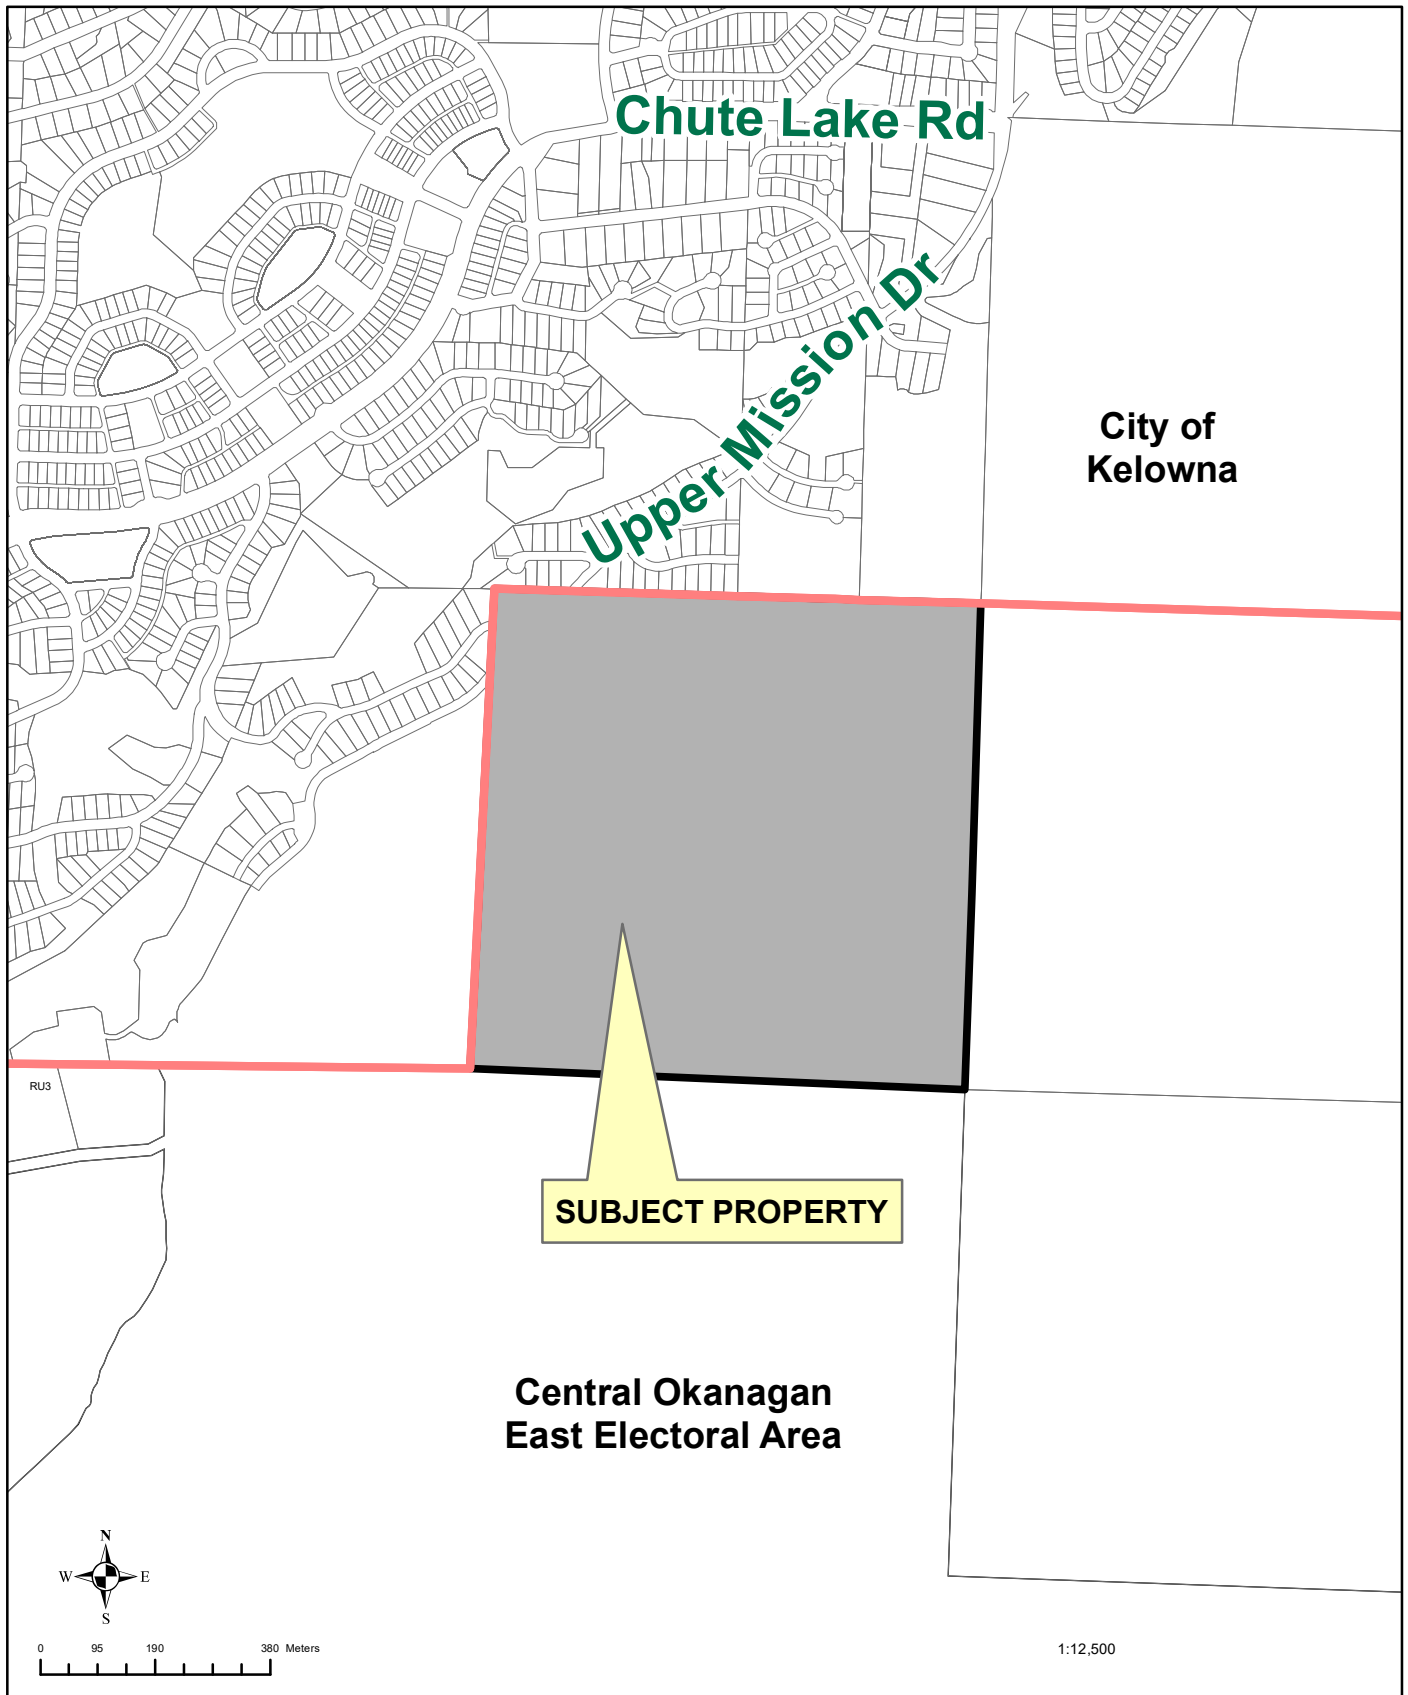 Chute Lake Rd
Upper Mission Dr
City of
Kelowna
RU3
SUBJECT PROPERTY
Central Okanagan
East Electoral Area
N
W E
S
0 95 190 380 Meters
1:12,500